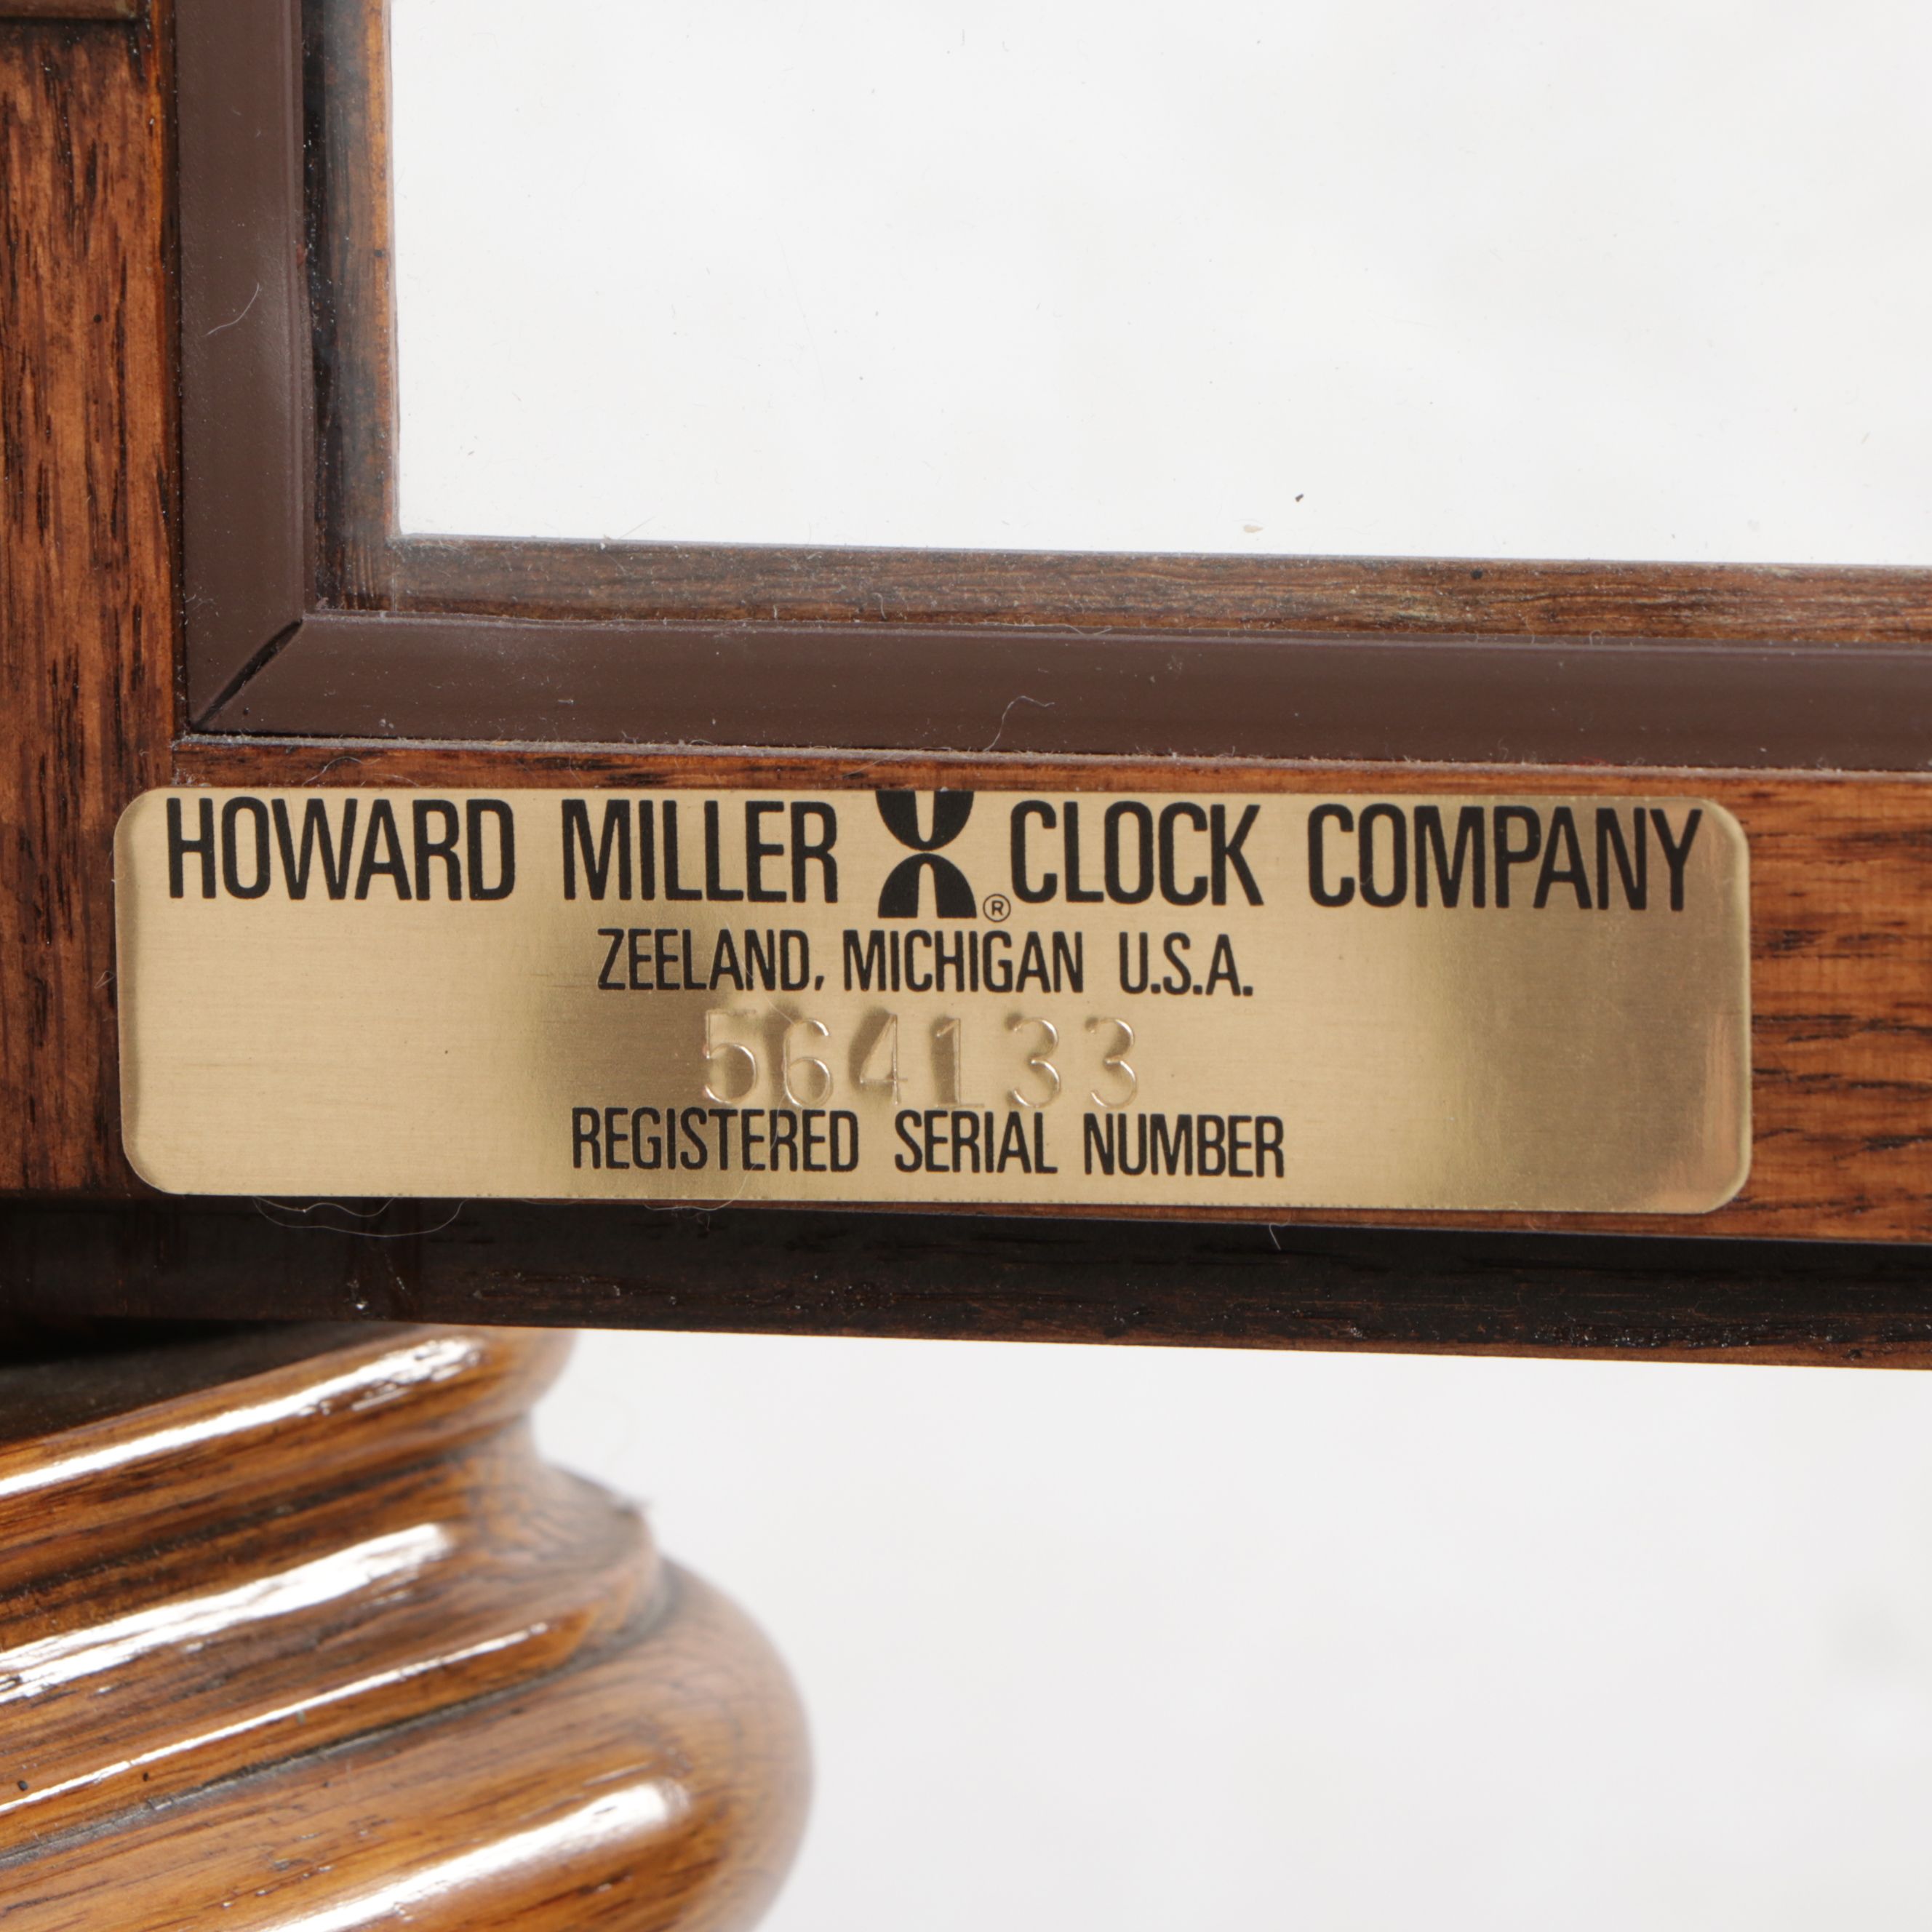 HOWARD MILLER ® CLOCK COMPANY
ZEELAND, MICHIGAN U.S.A.
564133
REGISTERED SERIAL NUMBER